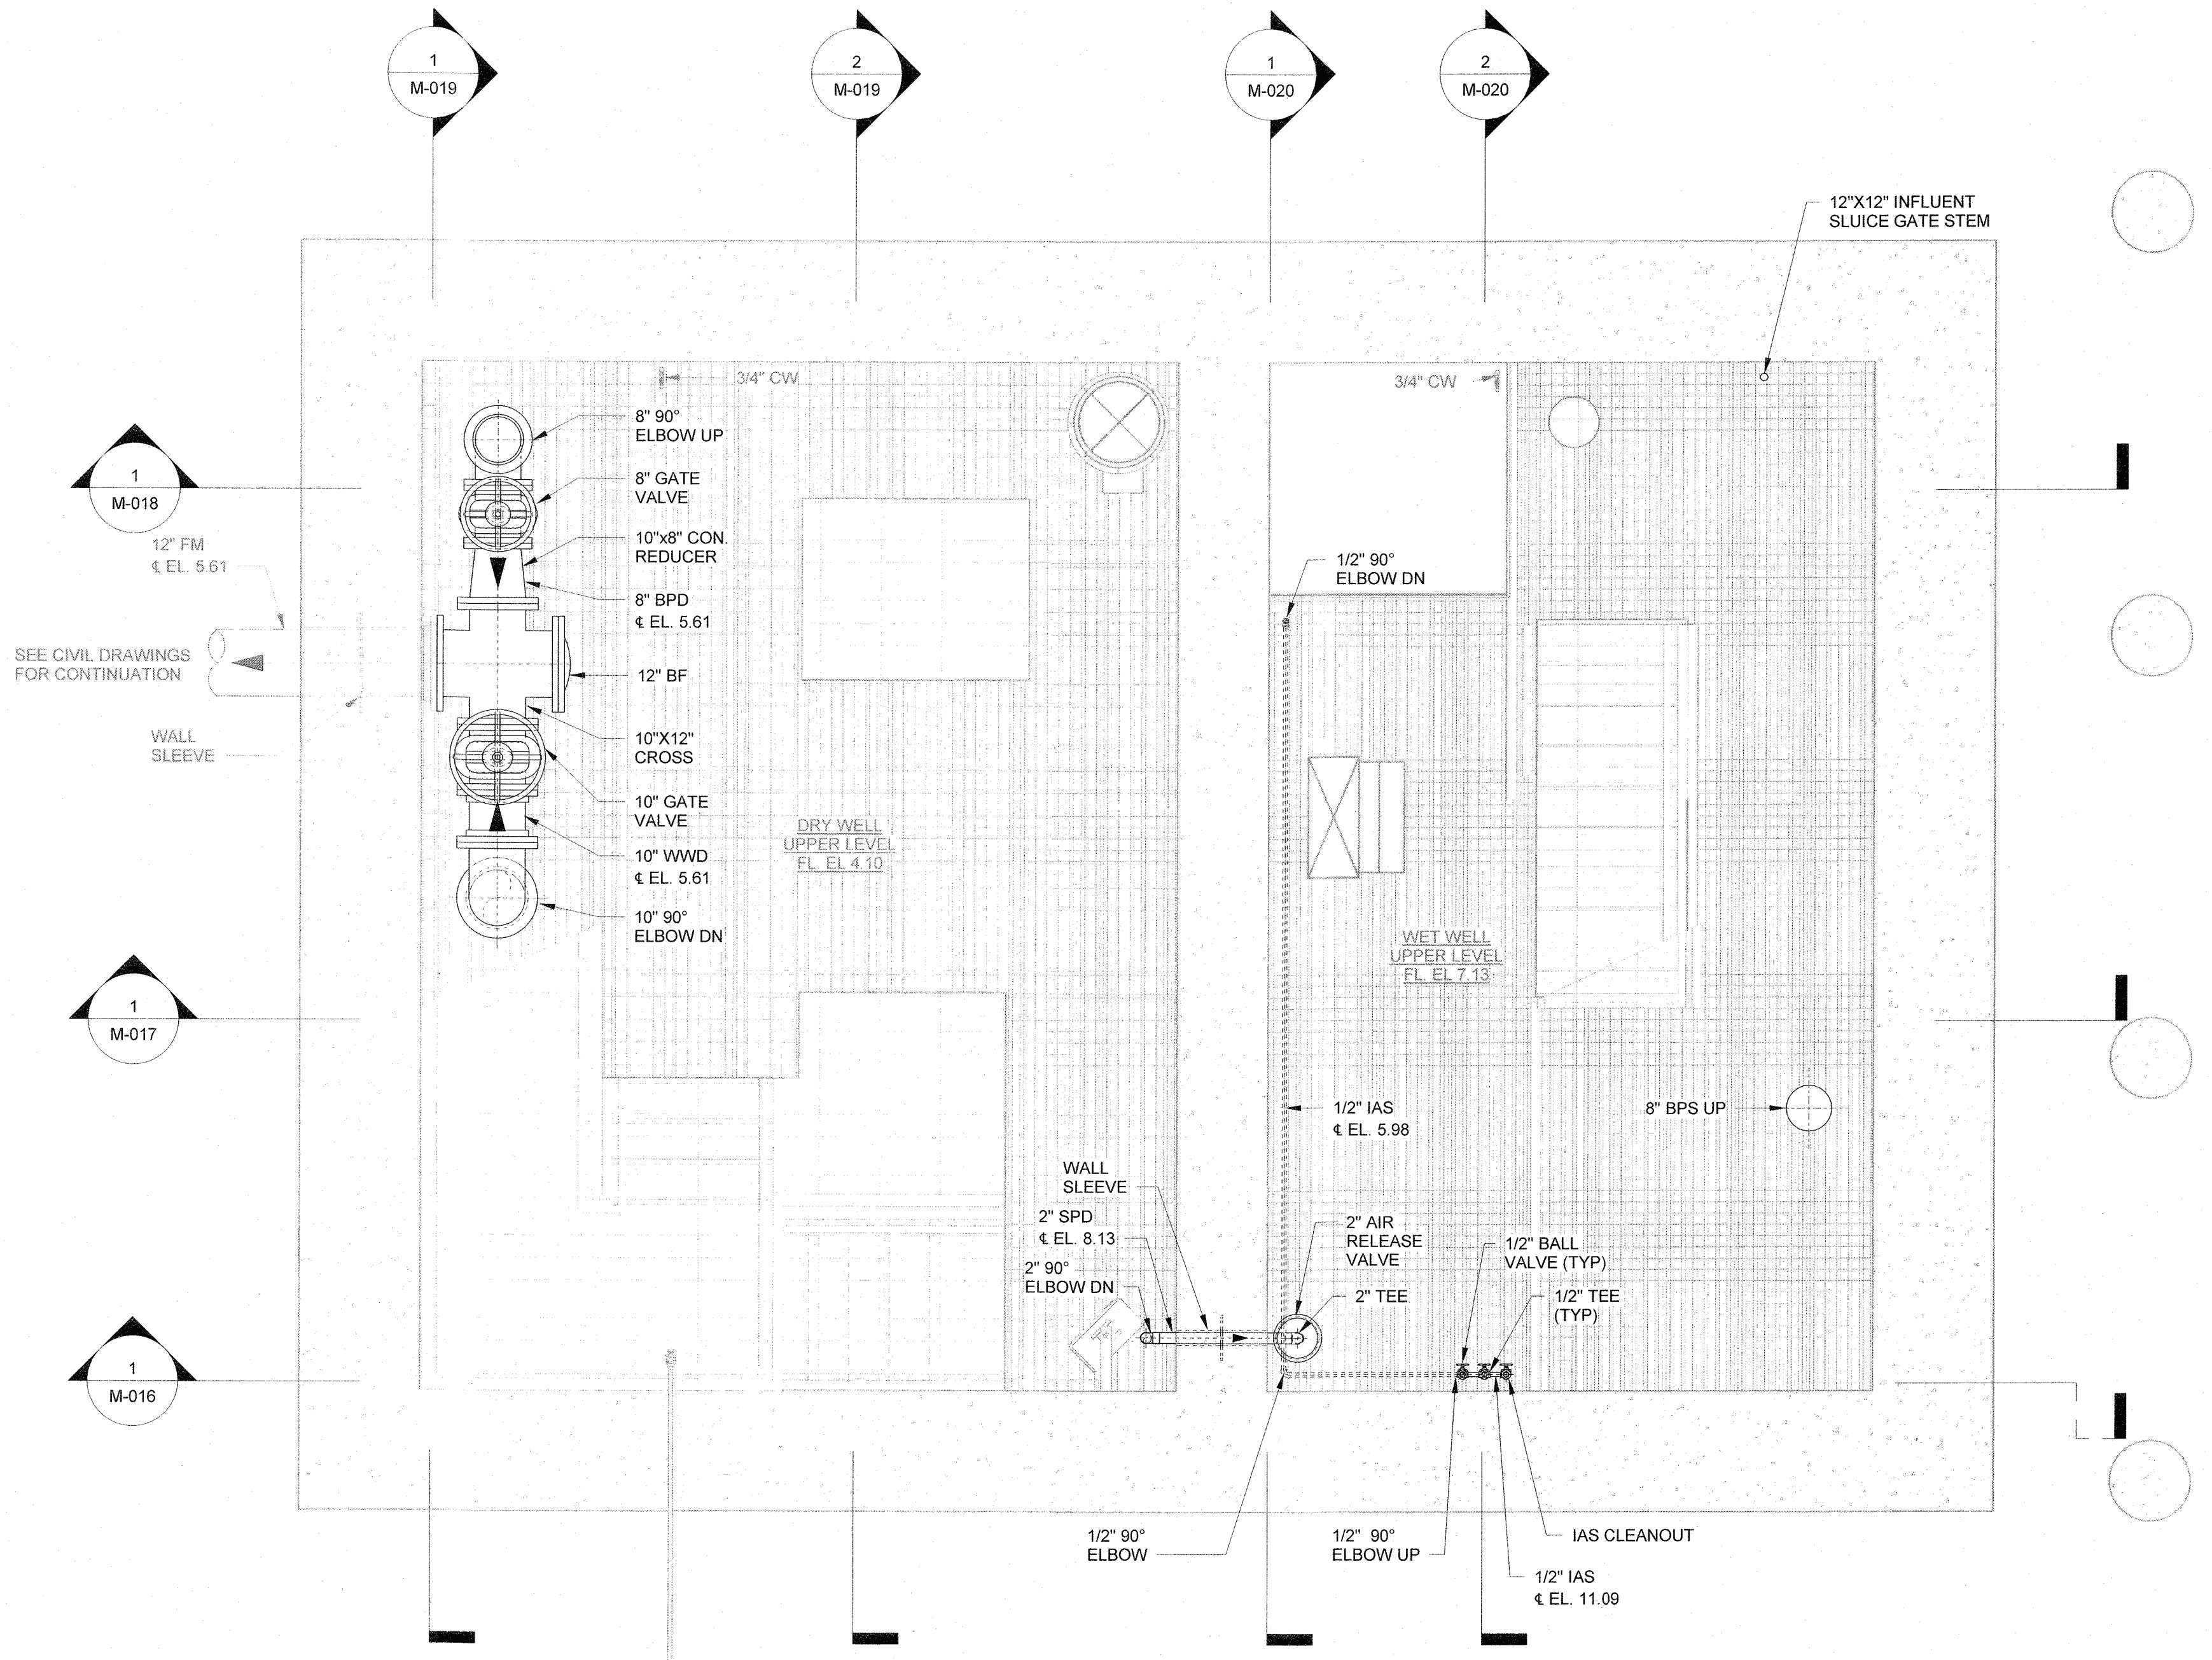 1
M-019
2
M-019
1
M-020
2
M-020
12"X12" INFLUENT
SLUICE GATE STEM
3/4" CW
3/4" CW
8" 90°
ELBOW UP
8" GATE
VALVE
10"x8" CON.
REDUCER
8" BPD
℄ EL. 5.61
12" BF
10"X12"
CROSS
10" GATE
VALVE
10" WWD
℄ EL. 5.61
10" 90°
ELBOW DN
1
M-018
12" FM
℄ EL. 5.61
SEE CIVIL DRAWINGS
FOR CONTINUATION
WALL
SLEEVE
1
M-017
1
M-016
DRY WELL
UPPER LEVEL
FL. EL 4.10
1/2" 90°
ELBOW DN
WET WELL
UPPER LEVEL
FL. EL 7.13
1/2" IAS
℄ EL. 5.98
8" BPS UP
WALL
SLEEVE
2" SPD
℄ EL. 8.13
2" 90°
ELBOW DN
2" AIR
RELEASE
VALVE
2" TEE
1/2" BALL
VALVE (TYP)
1/2" TEE
(TYP)
1/2" 90°
ELBOW
1/2" 90°
ELBOW UP
IAS CLEANOUT
1/2" IAS
℄ EL. 11.09